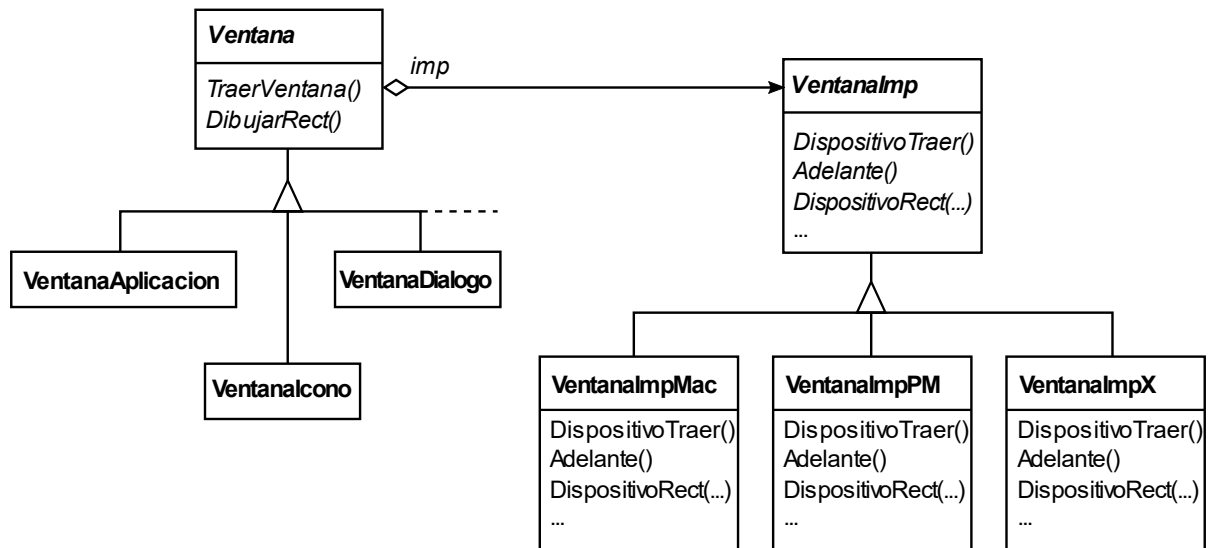 Ventana
TraerVentana()
DibujarRect()
imp
VentanaImp
DispositivoTraer()
Adelante()
DispositivoRect(...)
...
VentanaAplicacion
VentanaDialogo
VentanaIcono
VentanaImpMac
DispositivoTraer()
Adelante()
DispositivoRect(...)
...
VentanaImpPM
DispositivoTraer()
Adelante()
DispositivoRect(...)
...
VentanaImpX
DispositivoTraer()
Adelante()
DispositivoRect(...)
...